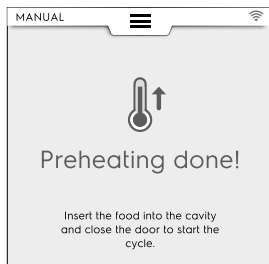 MANUAL
Preheating done!
Insert the food into the cavity
and close the door to start the
cycle.